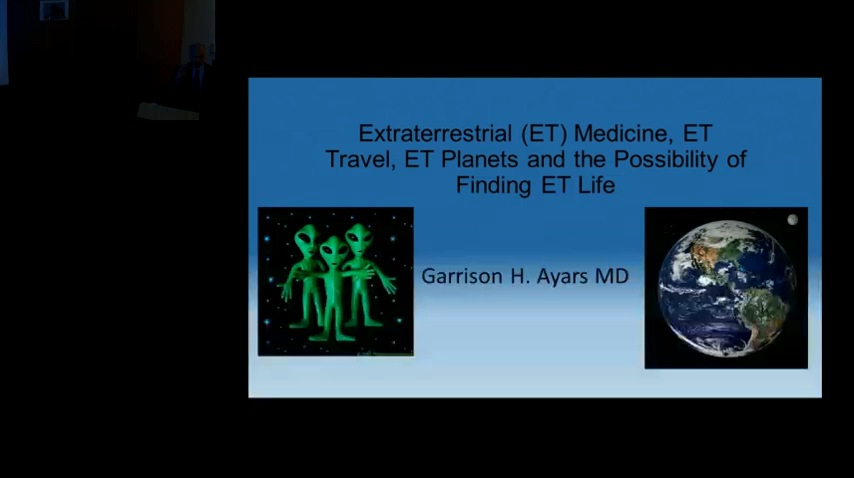 Extraterrestrial (ET) Medicine, ET
Travel, ET Planets and the Possibility of
Finding ET Life
Garrison H. Ayars MD